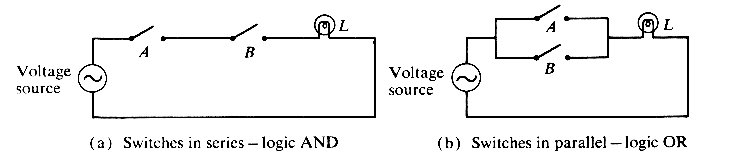 A
B
L
Voltage
source
(a) Switches in series – logic AND
A
B
L
Voltage
source
(b) Switches in parallel – logic OR